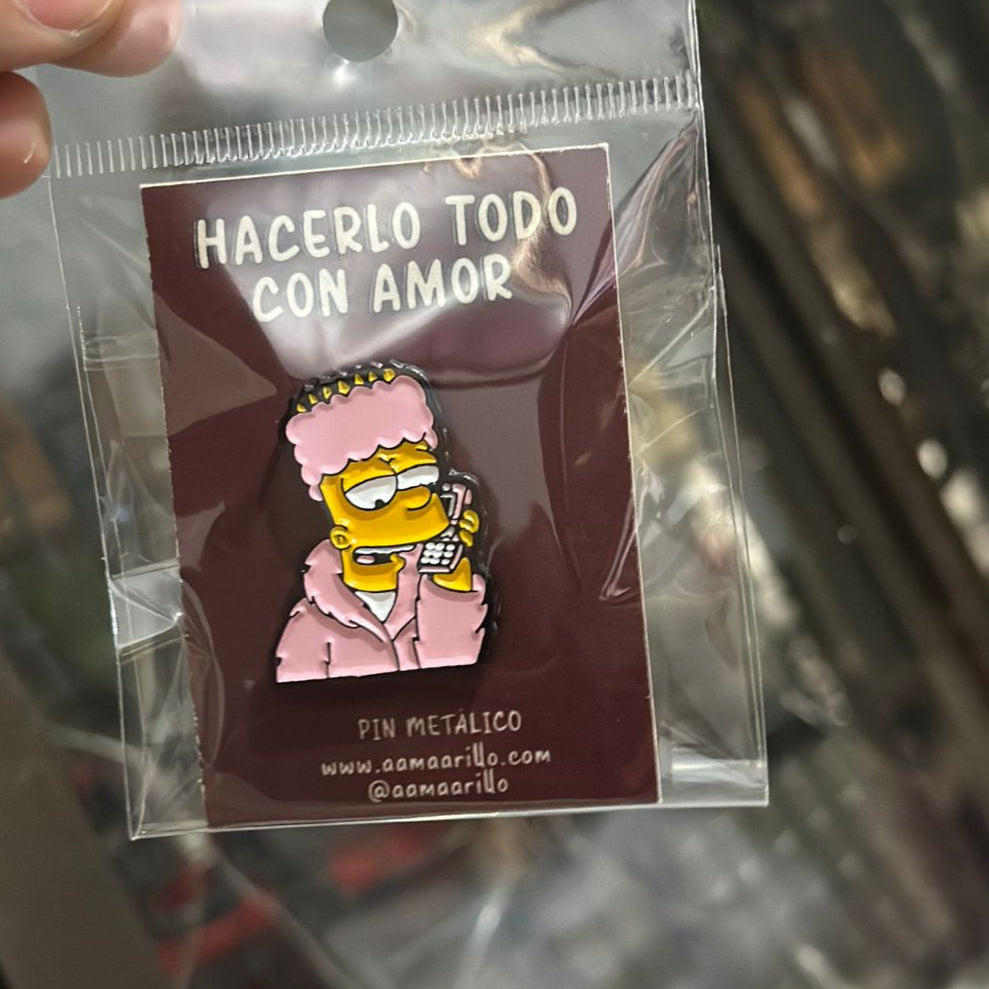 HACERLO TODO
CON AMOR
PIN METÁLICO
www.aamaarillo.com
@aamaarillo